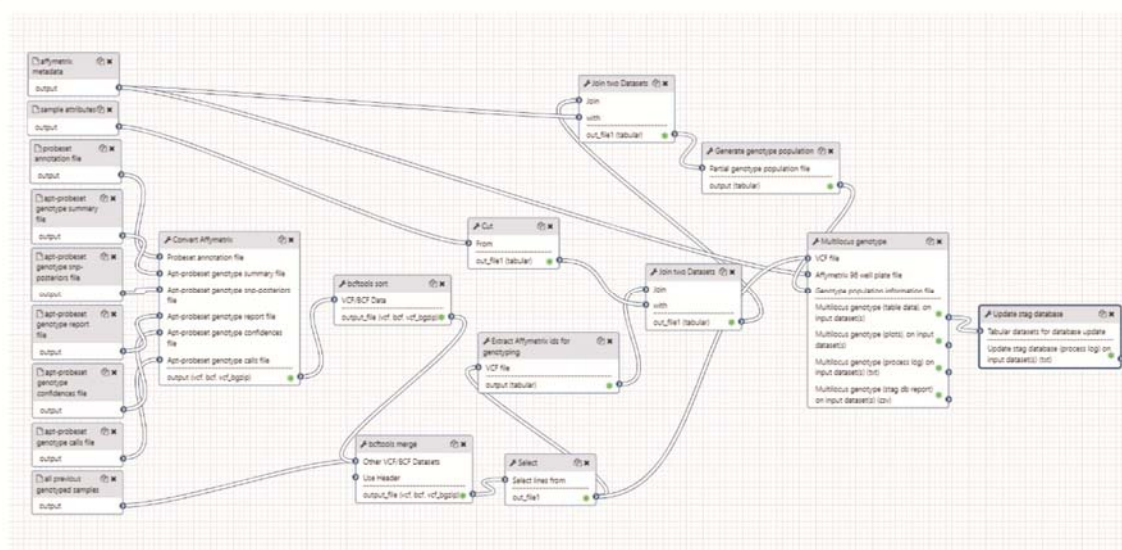 affymetrix
metadata
output
sample attributes
output
probeset
annotation file
output
apt-probeset
genotype summary
file
output
apt-probeset
genotype snp-
posteriors file
output
apt-probeset
genotype report
file
output
apt-probeset
genotype
confidences file
output
apt-probeset
genotype calls file
output
all previous
genotyped samples
output
Convert Affymetrix
Probeset annotation file
Apt-probeset genotype summary file
Apt-probeset genotype snp-posteriors
file
Apt-probeset genotype report file
Apt-probeset genotype confidences
file
Apt-probeset genotype calls file
output (vcf, bcf, vcf_bgzip)
bcftools sort
VCF/BCF Data
output_file (vcf, bcf, vcf_bgzip)
bcftools merge
Other VCF/BCF Datasets
Use Header
output_file (vcf, bcf, vcf_bgzip)
Cut
From
out_file1 (tabular)
Extract Affymetrix ids for
genotyping
VCF file
output (tabular)
Select
Select lines from
out_file1
Join two Datasets
Join
with
out_file1 (tabular)
Join two Datasets
Join
with
out_file1 (tabular)
Generate genotype population
Partial genotype population file
output (tabular)
Multilocus genotype
VCF file
Affymetrix 96 well plate file
Genotype population information file
Multilocus genotype (table data) on
input dataset(s)
Multilocus genotype (plots), on input
dataset(s)
Multilocus genotype (process log) on
input dataset(s) (txt)
Multilocus genotype (stag db report)
on input dataset(s) (csv)
Update stag database
Tabular datasets for database update
Update stag database (process log) on
input dataset(s) (txt)